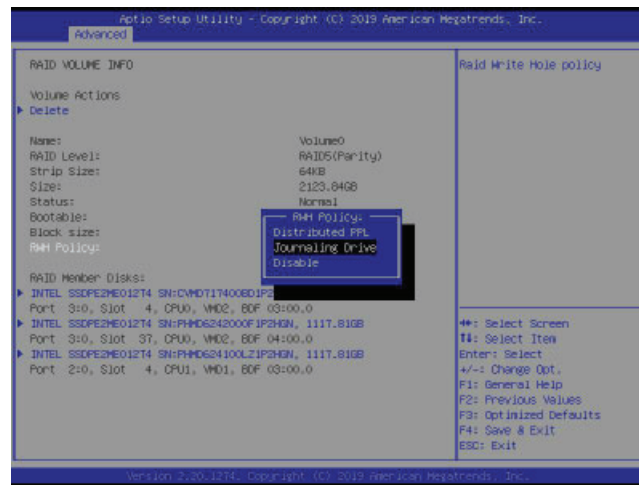 Aptio Setup Utility - Copyright (C) 2019 American Megatrends, Inc.
Advanced
RAID VOLUME INFO
Raid Write Hole policy
Volume Actions
Delete
Name: Volume0
RAID Level: RAID5(Parity)
Strip Size: 64KB
Size: 2123.84GB
Status: Normal
Bootable:
RWH Policy:
Block size:
Distributed PPL
RWH Policy:
Journaling Drive
Disable
RAID Member Disks:
INTEL SSDPE2ME012T4 SN:CVMD7174008D1P2
Port 3:0, Slot 4, CPU0, VMD2, BDF 03:00.0
INTEL SSDPE2ME012T4 SN:PHMD6242000F1P2HGN, 1117.81GB
Port 3:0, Slot 37, CPU0, VMD2, BDF 04:00.0
INTEL SSDPE2ME012T4 SN:PHMD624100LZ1P2HGN, 1117.81GB
Port 2:0, Slot 4, CPU1, VMD1, BDF 03:00.0
: Select Screen
: Select Item
Enter: Select
+/-: Change Opt.
F1: General Help
F2: Previous Values
F3: Optimized Defaults
F4: Save & Exit
ESC: Exit
Version 2.20.1274. Copyright (C) 2019 American Megatrends, Inc.